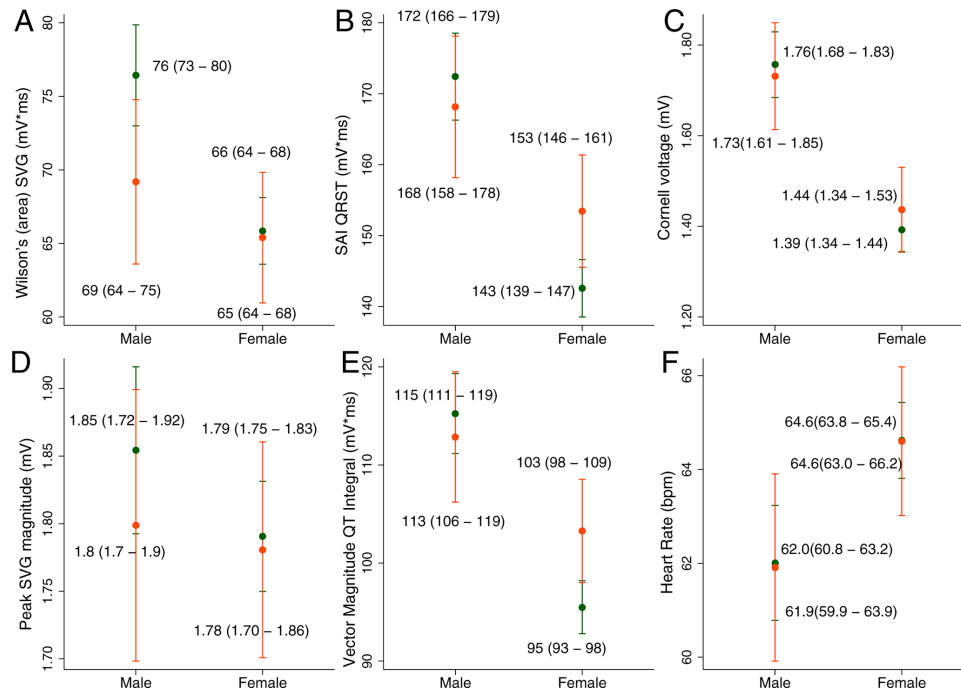 A
Wilson's (area) SVG (mV*ms)
80
75
70
65
60
76 (73 – 80)
66 (64 – 68)
69 (64 – 75)
65 (64 – 68)
Male
Female
B
SAI QRST (mV*ms)
180
170
160
150
140
172 (166 – 179)
153 (146 – 161)
168 (158 – 178)
143 (139 – 147)
Male
Female
C
Cornell voltage (mV)
1.80
1.60
1.40
1.20
1.76(1.68 – 1.83)
1.73(1.61 – 1.85)
1.44 (1.34 – 1.53)
1.39 (1.34 – 1.44)
Male
Female
D
Peak SVG magnitude (mV)
1.90
1.85
1.80
1.75
1.70
1.85 (1.72 – 1.92)
1.79 (1.75 – 1.83)
1.8 (1.7 – 1.9)
1.78 (1.70 – 1.86)
Male
Female
E
Vector Magnitude QT Integral (mV*ms)
120
110
100
90
115 (111 – 119)
103 (98 – 109)
113 (106 – 119)
95 (93 – 98)
Male
Female
F
Heart Rate (bpm)
66
64
62
60
64.6(63.8 – 65.4)
64.6(63.0 – 66.2)
62.0(60.8 – 63.2)
61.9(59.9 – 63.9)
Male
Female